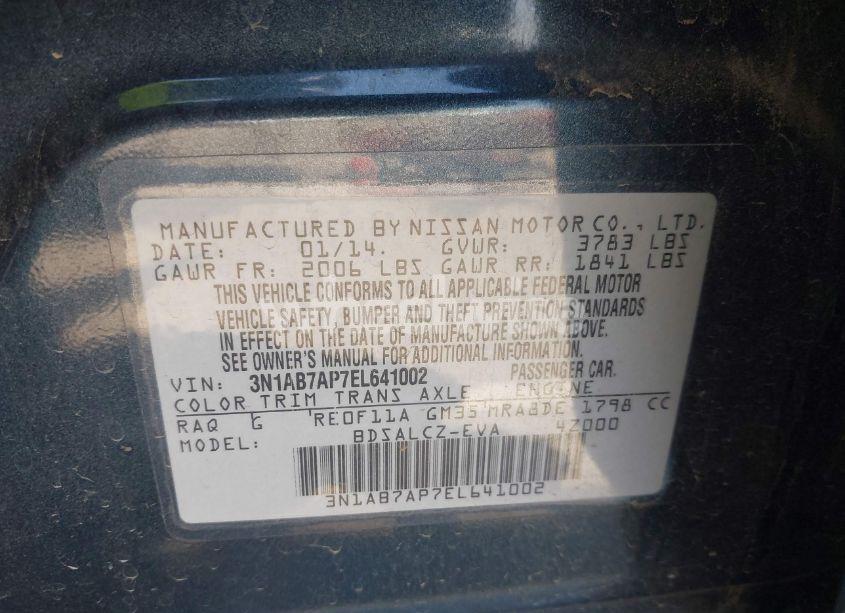 MANUFACTURED BY NISSAN MOTOR CO., LTD.
DATE: 01/14. GVWR: 3783 LBS
GAWR FR: 2006 LBS GAWR RR: 1841 LBS
THIS VEHICLE CONFORMS TO ALL APPLICABLE FEDERAL MOTOR
VEHICLE SAFETY, BUMPER AND THEFT PREVENTION STANDARDS
IN EFFECT ON THE DATE OF MANUFACTURE SHOWN ABOVE.
SEE OWNER'S MANUAL FOR ADDITIONAL INFORMATION.
VIN: 3N1AB7AP7EL641002 PASSENGER CAR.
COLOR TRIM TRANS AXLE ENGINE
RAQ G RE0F11A GM35 MRA8DE 1798 CC
MODEL: BDSALCZ-EVA 4Z000
3N1AB7AP7EL641002